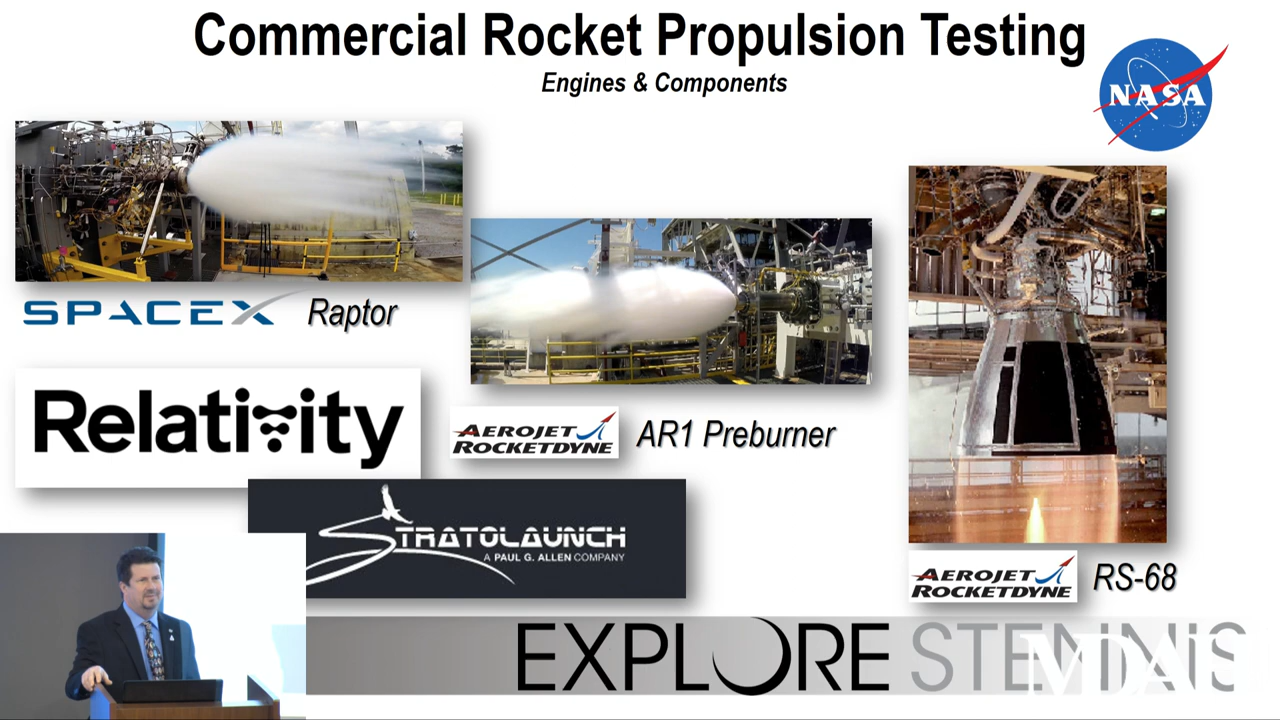 Commercial Rocket Propulsion Testing
Engines & Components
NASA
SPACEX Raptor
Relativity
AEROJET ROCKETDYNE
AR1 Preburner
STRATOLAUNCH
A PAUL G. ALLEN COMPANY
AEROJET ROCKETDYNE
RS-68
EXPLORE STENNIS